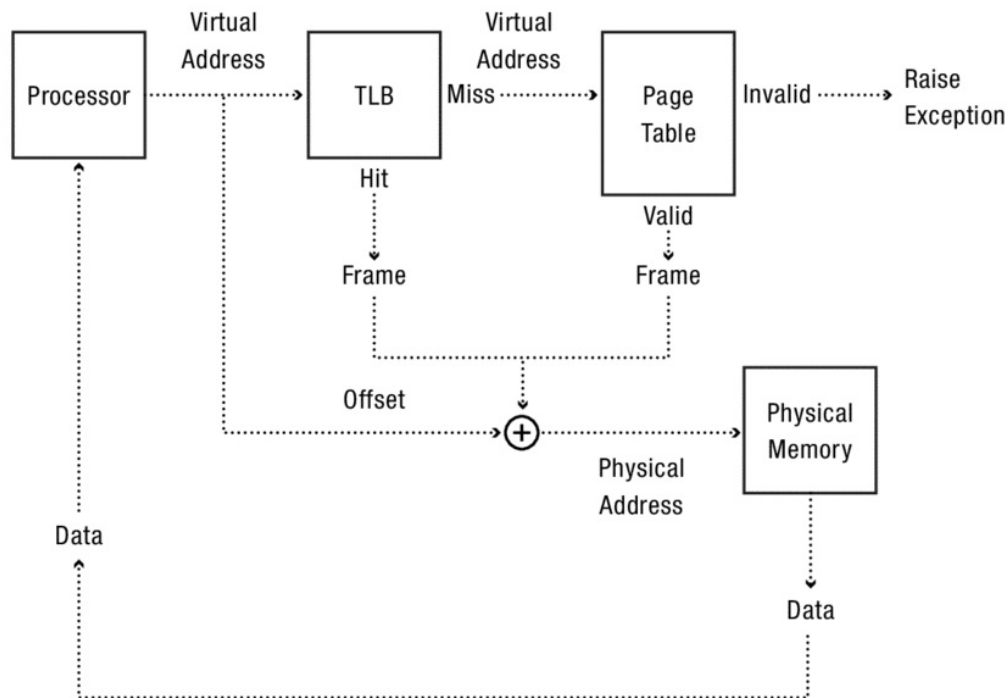 Virtual
Address
Virtual
Address
Processor
TLB
Miss
Page
Table
Invalid
Raise
Exception
Hit
Valid
Frame
Frame
Offset
Physical
Memory
Physical
Address
Data
Data